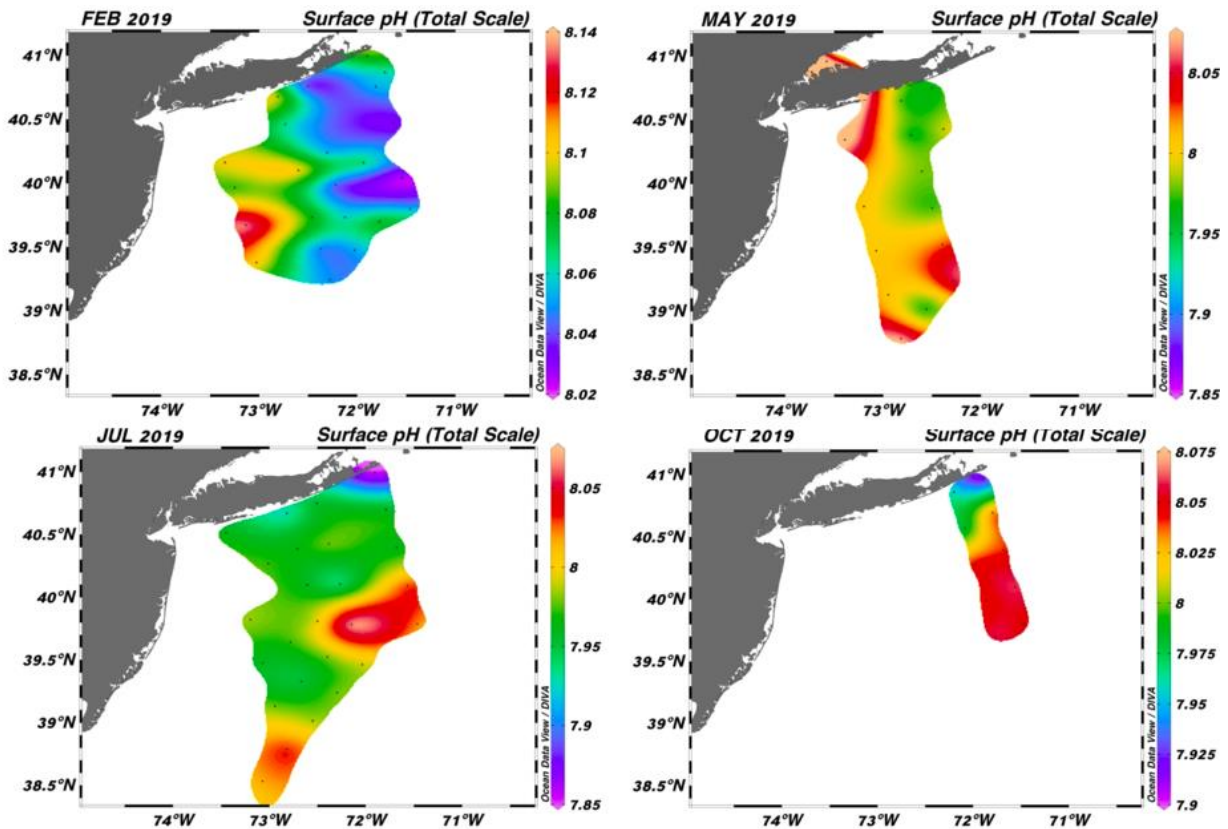 FEB 2019 Surface pH (Total Scale)
41°N
40.5°N
40°N
39.5°N
39°N
38.5°N
74°W 73°W 72°W 71°W
8.14
8.12
8.1
8.08
8.06
8.04
8.02
Ocean Data View / DIVA
MAY 2019 Surface pH (Total Scale)
41°N
40.5°N
40°N
39.5°N
39°N
38.5°N
74°W 73°W 72°W 71°W
8.05
8
7.95
7.9
7.85
Ocean Data View / DIVA
JUL 2019 Surface pH (Total Scale)
41°N
40.5°N
40°N
39.5°N
39°N
38.5°N
74°W 73°W 72°W 71°W
8.05
8
7.95
7.9
7.85
Ocean Data View / DIVA
OCT 2019 Surface pH (Total Scale)
41°N
40.5°N
40°N
39.5°N
39°N
38.5°N
74°W 73°W 72°W 71°W
8.075
8.05
8.025
8
7.975
7.95
7.925
7.9
Ocean Data View / DIVA